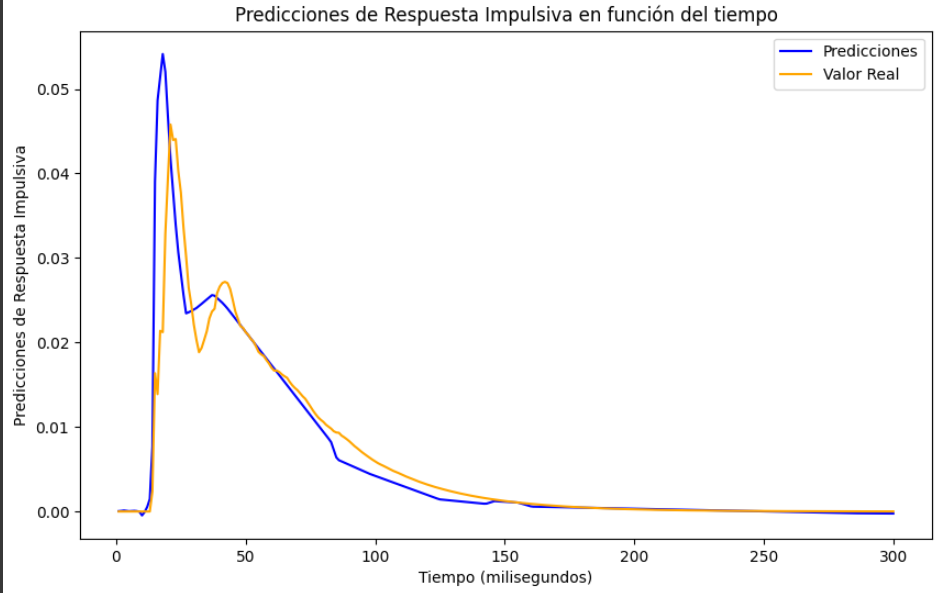 Predicciones de Respuesta Impulsiva en función del tiempo
Predicciones
Valor Real
Predicciones de Respuesta Impulsiva
0.05
0.04
0.03
0.02
0.01
0.00
0 50 100 150 200 250 300
Tiempo (milisegundos)